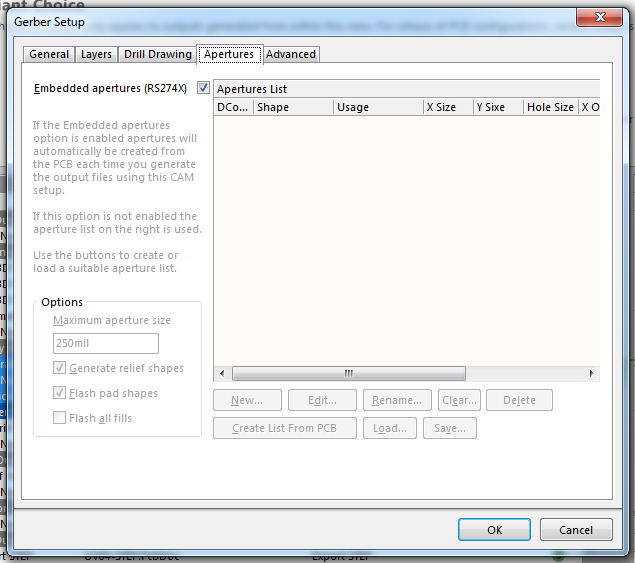 iant Choice
Gerber Setup
General Layers Drill Drawing Apertures Advanced
Embedded apertures (RS274X)
Apertures List
DCo... Shape Usage X Size Y Sixe Hole Size X O
If the Embedded apertures
option is enabled apertures will
automatically be created from
the PCB each time you generate
the output files using this CAM
setup.
If this option is not enabled the
aperture list on the right is used.
Use the buttons to create or
load a suitable aperture list.
Options
Maximum aperture size
250mil
Generate relief shapes
Flash pad shapes
Flash all fills
New... Edit... Rename... Clear... Delete
Create List From PCB Load... Save...
OK Cancel
Export STEP